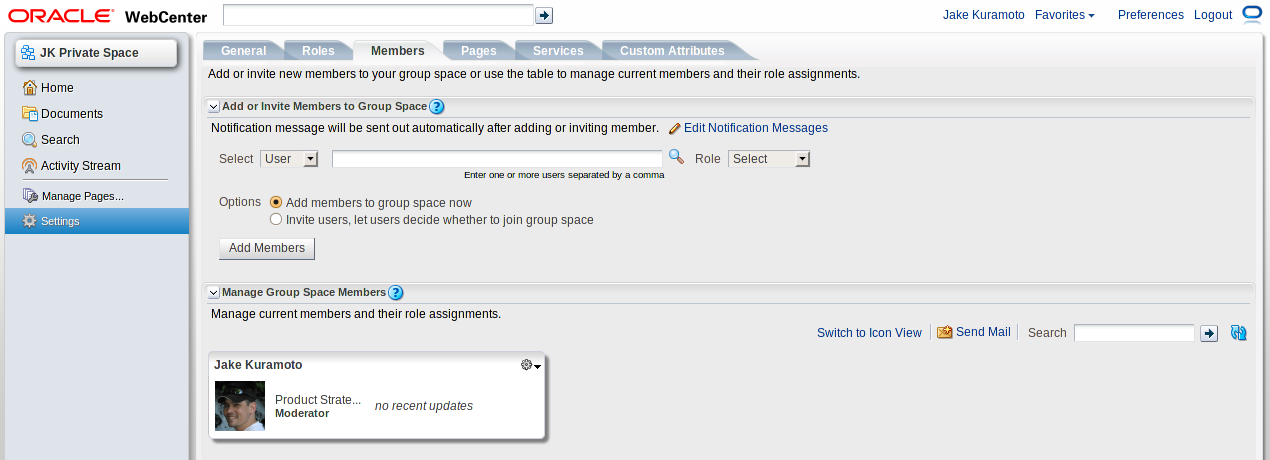 ORACLE WebCenter
Jake Kuramoto Favorites Preferences Logout
JK Private Space
Home
Documents
Search
Activity Stream
Manage Pages...
Settings
General Roles Members Pages Services Custom Attributes
Add or invite new members to your group space or use the table to manage current members and their role assignments.
Add or Invite Members to Group Space ?
Notification message will be sent out automatically after adding or inviting member. Edit Notification Messages
Select User Role Select
Enter one or more users separated by a comma
Options Add members to group space now
Invite users, let users decide whether to join group space
Add Members
Manage Group Space Members ?
Manage current members and their role assignments.
Switch to Icon View Send Mail Search
Jake Kuramoto
Product Strate...
Moderator
no recent updates